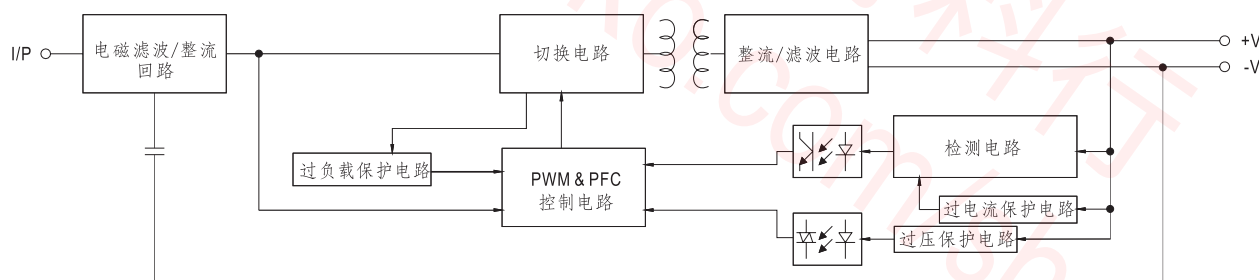 I/P
电磁滤波/整流
回路
切换电路
整流/滤波电路
+V
-V
过负载保护电路
PWM & PFC
控制电路
检测电路
过电流保护电路
过压保护电路
科行